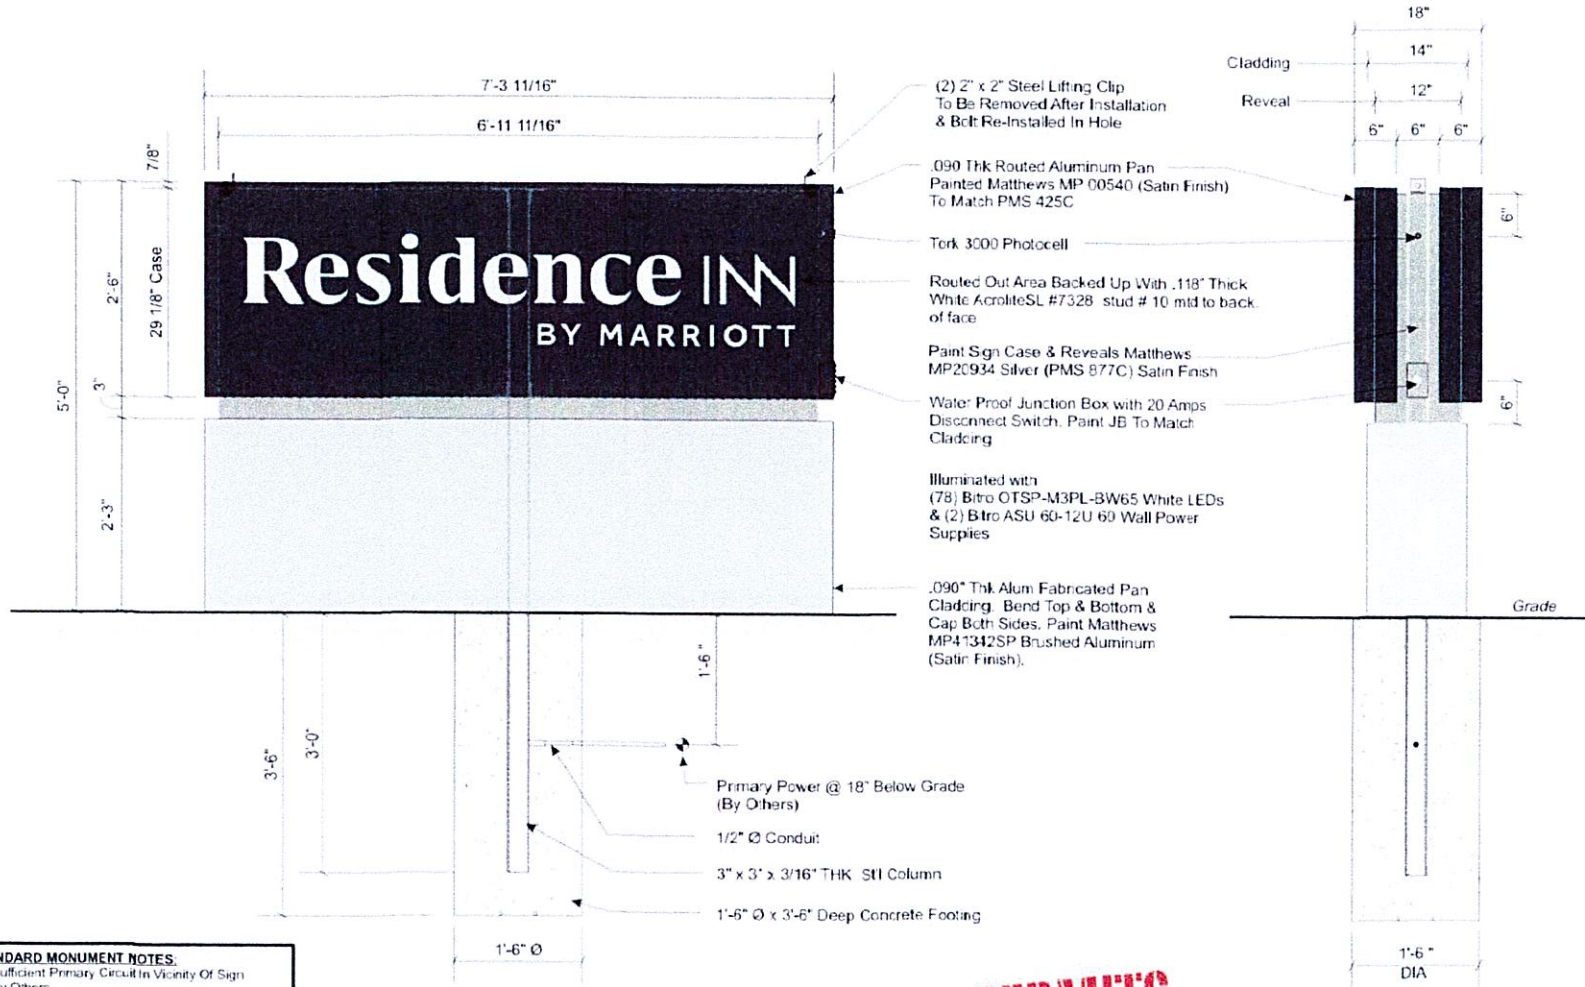 7'-3 11/16"
6'-11 11/16"
7/8"
29 1/8" Case
2'-6"
3"
5'-0"
2'-3"
Residence INN
BY MARRIOTT
(2) 2" x 2" Steel Lifting Clip
To Be Removed After Installation
& Bolt Re-Installed In Hole
.090 Thk Routed Aluminum Pan
Painted Matthews MP 00540 (Satin Finish)
To Match PMS 425C
Tork 3000 Photocell
Routed Out Area Backed Up With .118" Thick
White AcroliteSL #7328 stud # 10 mtd to back
of face
Paint Sign Case & Reveals Matthews
MP20934 Silver (PMS 877C) Satin Finish
Water Proof Junction Box with 20 Amps
Disconnect Switch. Paint JB To Match
Cladding
Illuminated with
(78) Bitro OTSP-M3PL-BW65 White LEDs
& (2) Bitro ASU 60-12U 60 Wall Power
Supplies
.090" Thk Alum Fabricated Pan
Cladding. Bend Top & Bottom &
Cap Both Sides. Paint Matthews
MP41342SP Brushed Aluminum
(Satin Finish).
18"
Cladding
14"
Reveal
12"
6"
6"
6"
6"
6"
Grade
1'-6"
3'-6"
3'-0"
Primary Power @ 18" Below Grade
(By Others)
1/2" Ø Conduit
3" x 3" x 3/16" THK St'l Column
1'-6" Ø x 3'-6" Deep Concrete Footing
1'-6" Ø
1'-6"
DIA
NDARD MONUMENT NOTES:
ufficient Primary Circuit In Vicinity Of Sign
y Others